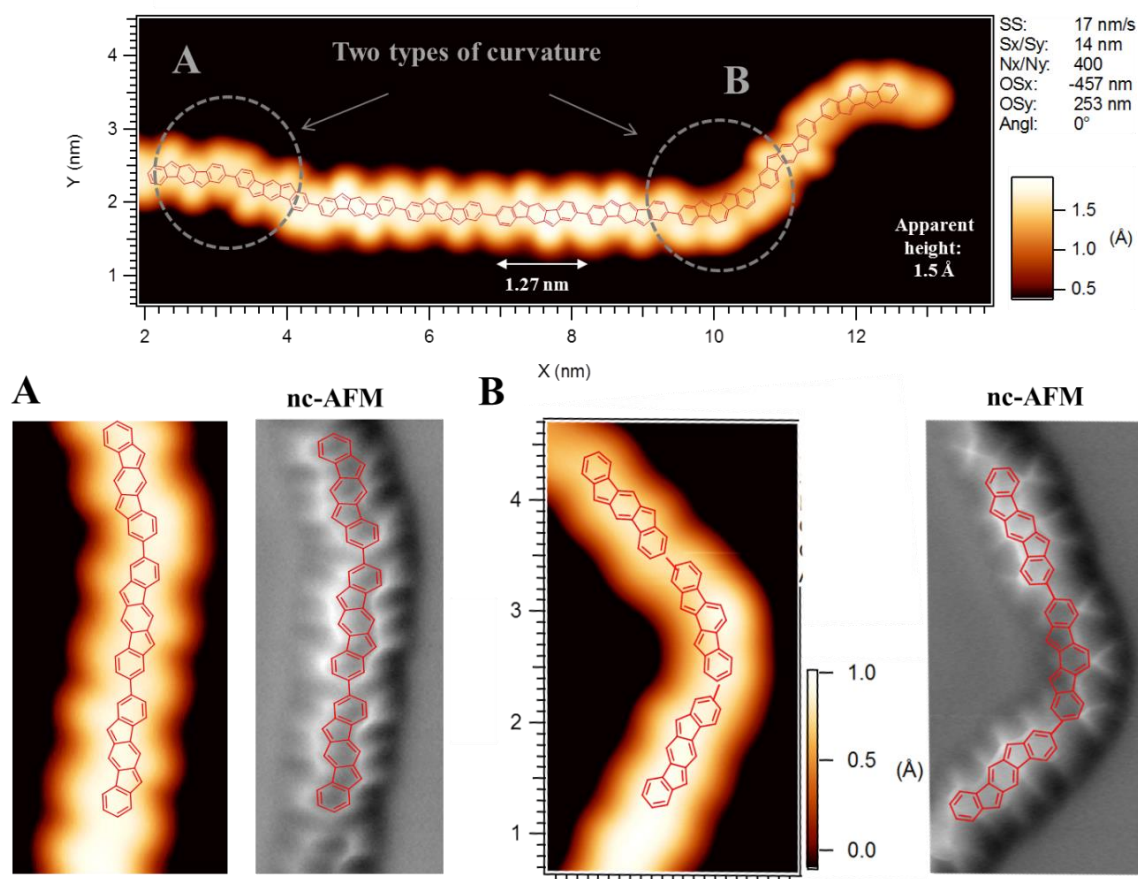 A
Two types of curvature
B
Y (nm)
4
3
2
1
1.27 nm
Apparent
height:
1.5 Å
2
4
6
8
10
12
X (nm)
SS: 17 nm/s
Sx/Sy: 14 nm
Nx/Ny: 400
OSx: -457 nm
OSy: 253 nm
Angl: 0°
1.5
1.0
0.5
(Å)
A
nc-AFM
B
nc-AFM
4
3
2
1
1.0
0.5
0.0
(Å)